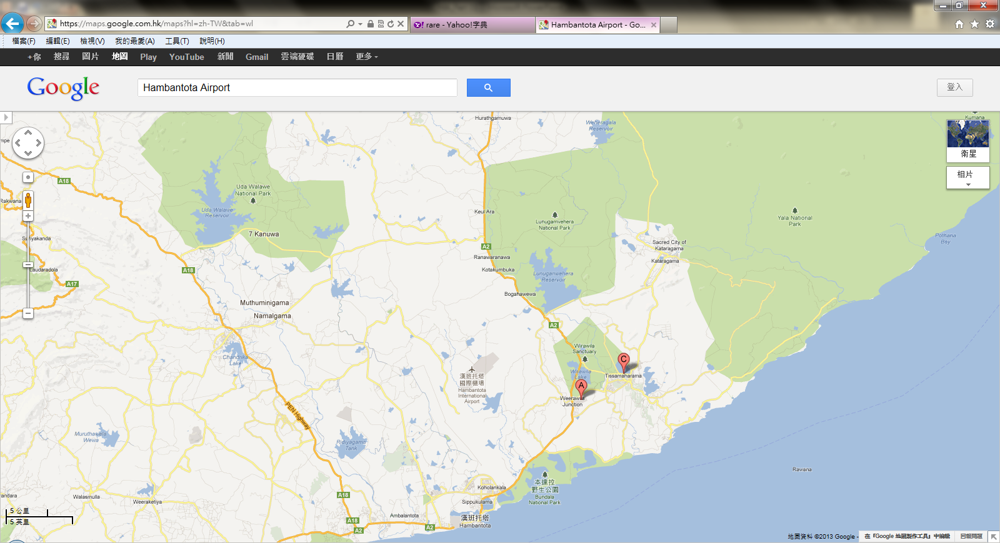 https://maps.google.com.hk/maps?hl=zh-TW&tab=wl
rare - Yahoo!字典
Hambantota Airport - Go...
檔案(F) 編輯(E) 檢視(V) 我的最愛(A) 工具(T) 說明(H)
+你 搜尋 圖片 地圖 Play YouTube 新聞 Gmail 雲端硬碟 日曆 更多
Google
Hambantota Airport
登入
Hurathgamuwa
Weheragala
Reservoir
Kumana
衛星
相片
mpe
A18
Uda Walawe
National Park
Rakwana
Uda Walawe
Reservoir
Keul Ara
Lunugamvehera
National Park
Yala National
Park
7 Kanuwa
Suriyakanda
Pothana
Bay
Sacred City of
Kataragama
A2
Ranawaranawa
Kataragama
Laudaradola
A18
Kotakumbuka
Lunuganwehera
Reservoir
A17
Bogahawewa
Muthuminigama
Namalgama
A2
Wirawila
Sanctuary
Chandrika
Lake
C
Wirawila
Lake
Tissamaharama
漢班托塔
國際機場
Hambantota
International
Airport
A
Weerawila
Junction
PEN Highway
Muruthawela
Wewa
Ridiyagama
Tank
Rawana
本達拉
野生公園
Bundala
National Park
Koholankala
andara
Walasmulla
Weeraketiya
A18
Sippukulama
5 公里
5 英里
Ambalantota
漢班托塔
Hambantota
A18
A2
A2
地圖資料 ©2013 Google -
在「Google 地圖製作工具」中編輯
回報問題